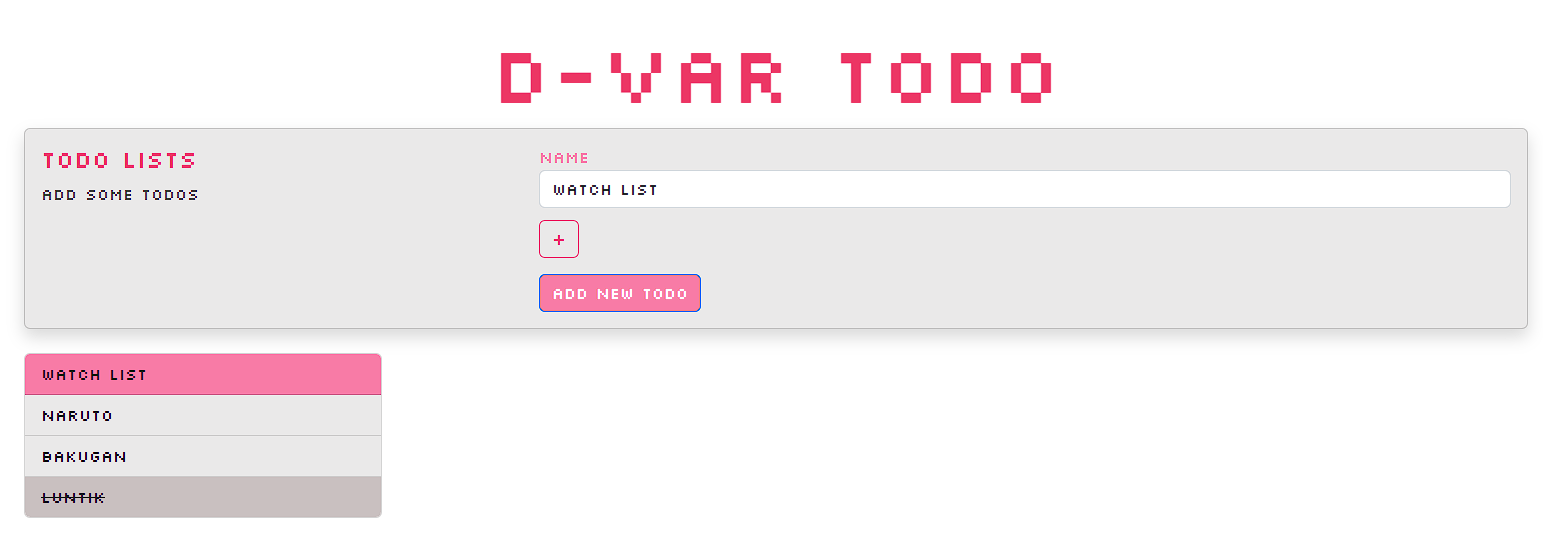 D-VAR TODO
TODO LISTS
ADD SOME TODOS
NAME
WATCH LIST
+
ADD NEW TODO
WATCH LIST
NARUTO
BAKUGAN
LUNTIK